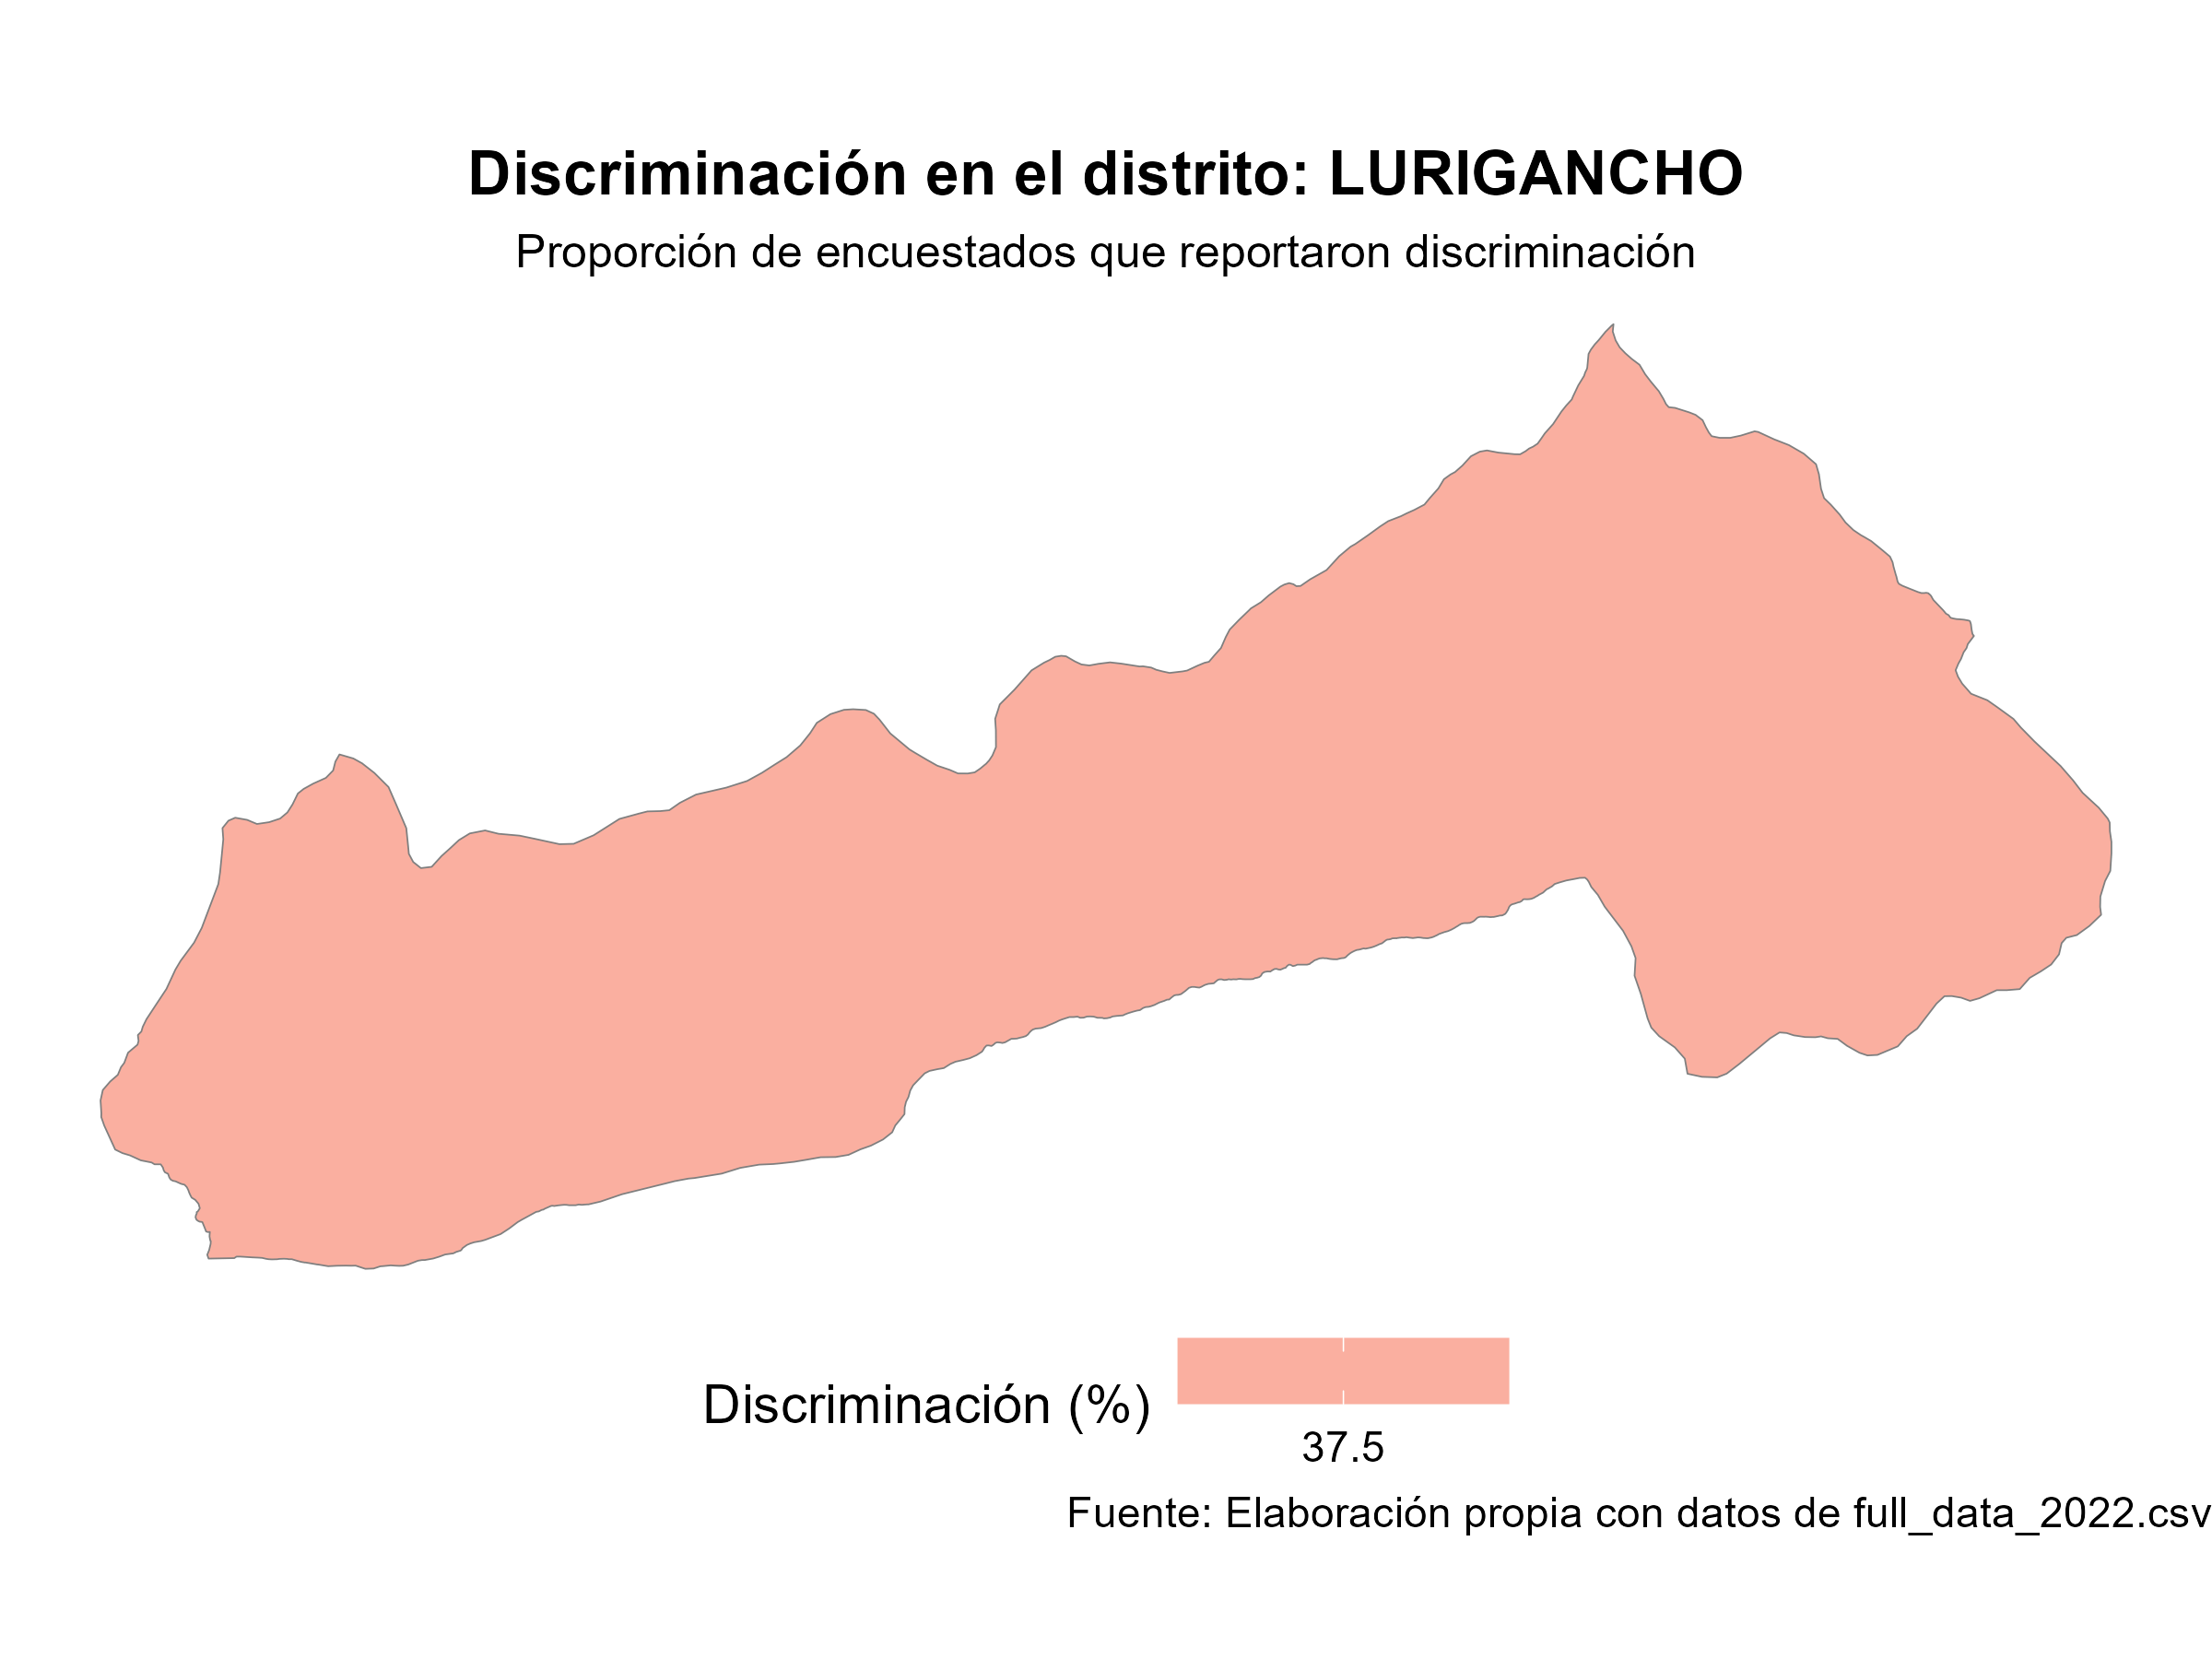 Discriminación en el distrito: LURIGANCHO
Proporción de encuestados que reportaron discriminación
Discriminación (%)
37.5
Fuente: Elaboración propia con datos de full_data_2022.csv